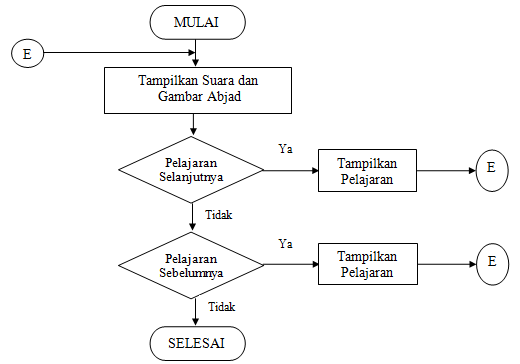 MULAI
E
Tampilkan Suara dan
Gambar Abjad
Pelajaran
Selanjutnya
Ya
Tampilkan
Pelajaran
E
Tidak
Pelajaran
Sebelumnya
Ya
Tampilkan
Pelajaran
E
Tidak
SELESAI